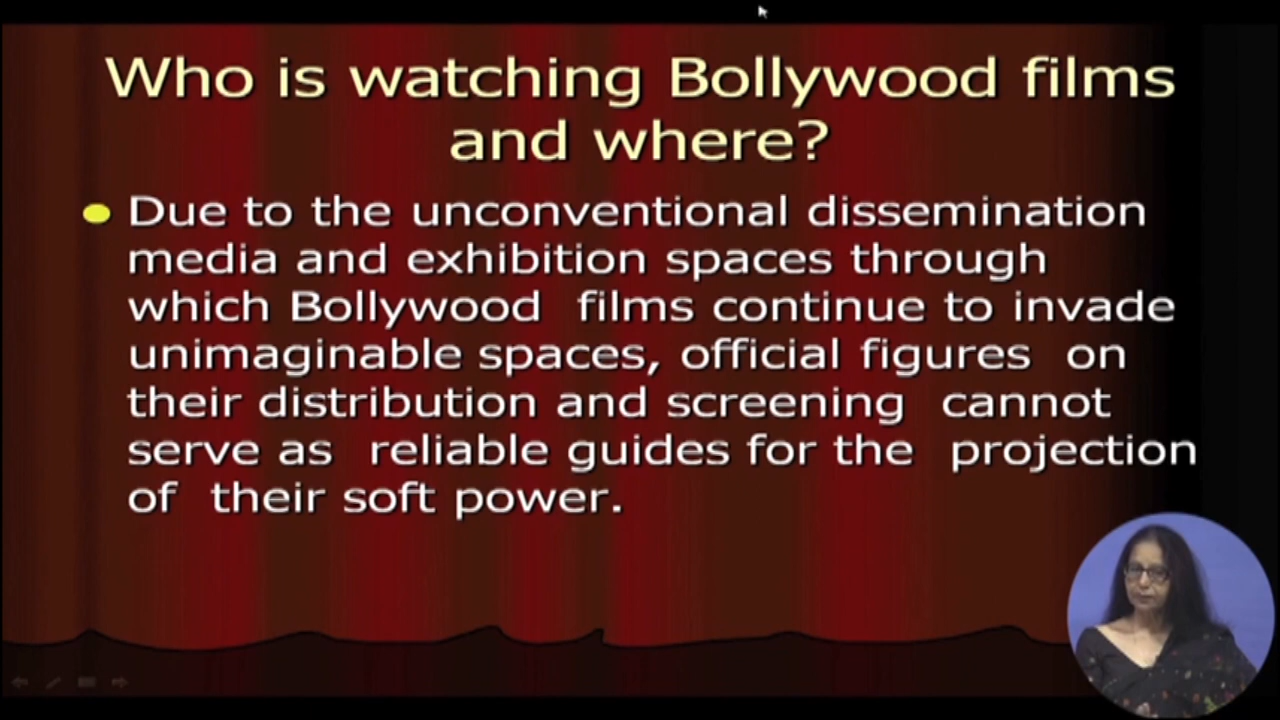 Who is watching Bollywood films
and where?
Due to the unconventional dissemination
media and exhibition spaces through
which Bollywood films continue to invade
unimaginable spaces, official figures on
their distribution and screening cannot
serve as reliable guides for the projection
of their soft power.